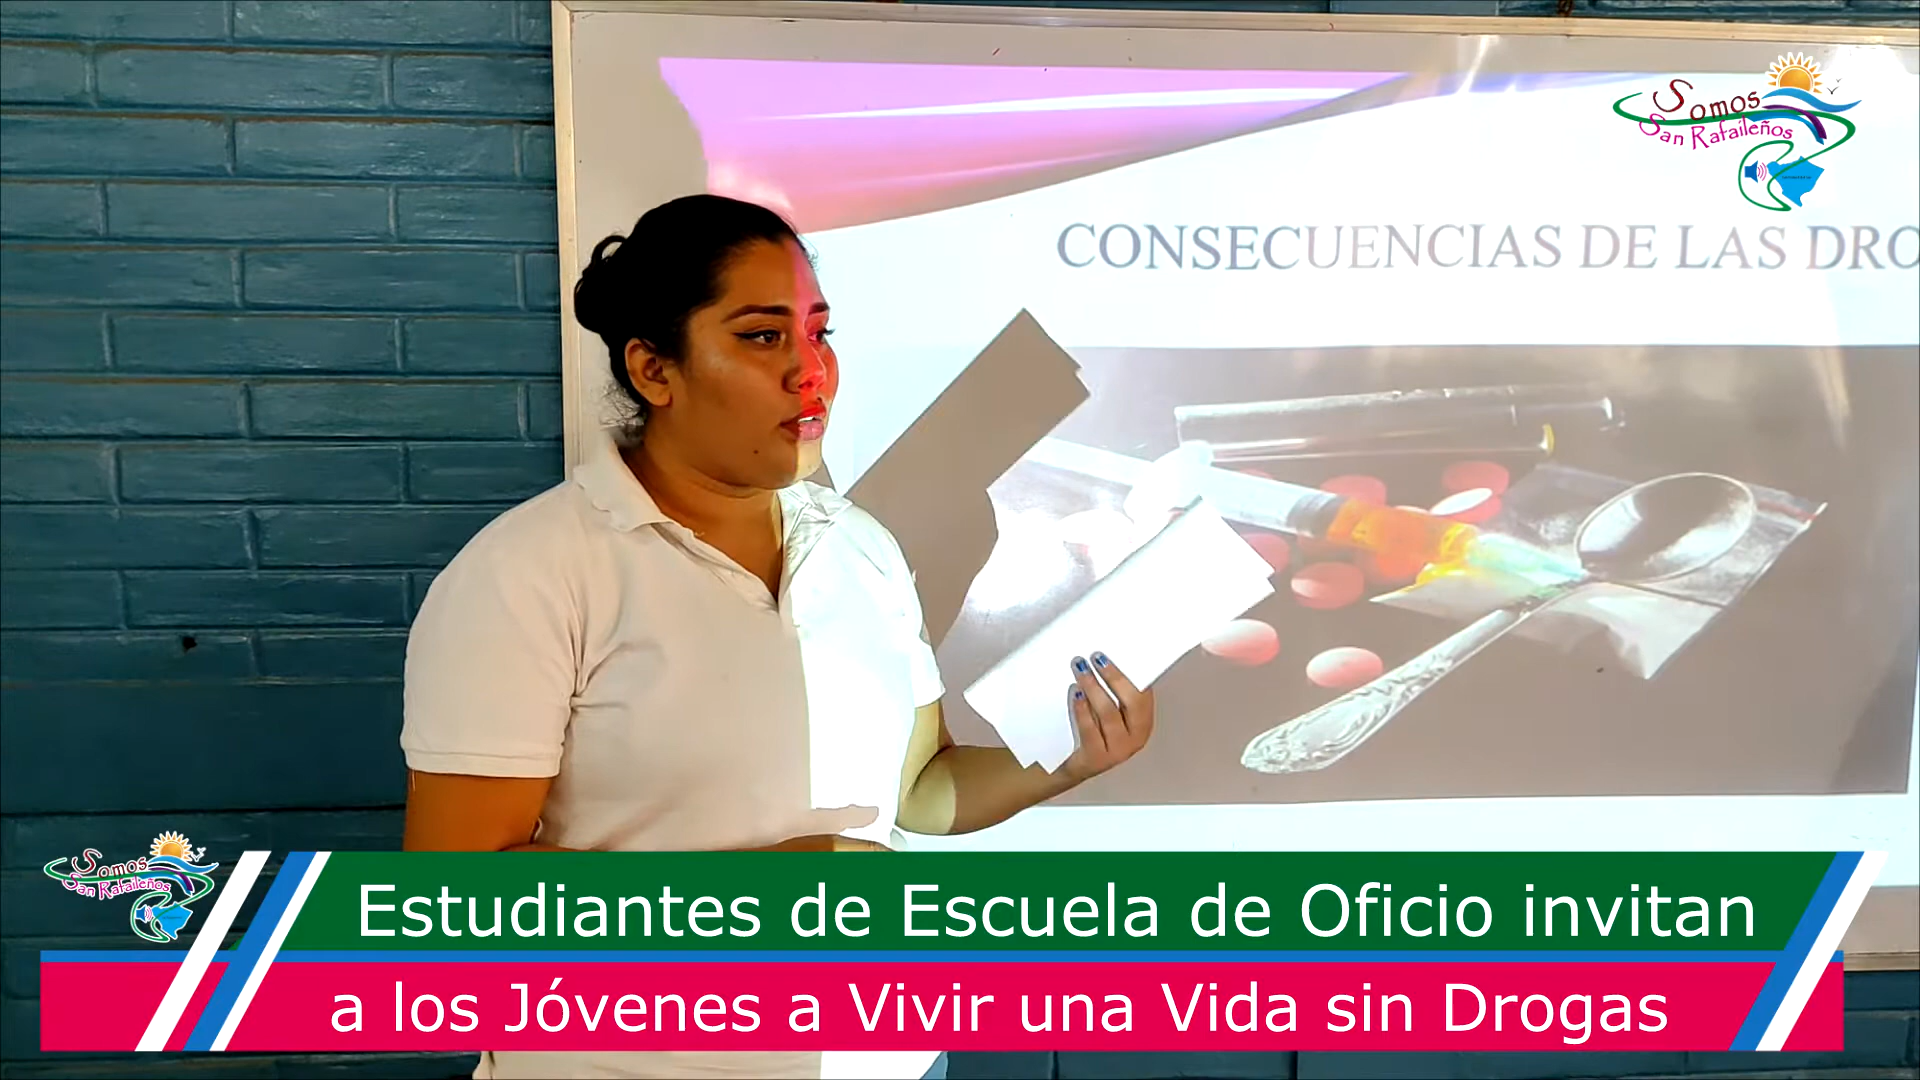 Somos
San Rafaileños
CONSECUENCIAS DE LAS DRO
Somos
San Rafaileños
Estudiantes de Escuela de Oficio invitan
a los Jóvenes a Vivir una Vida sin Drogas